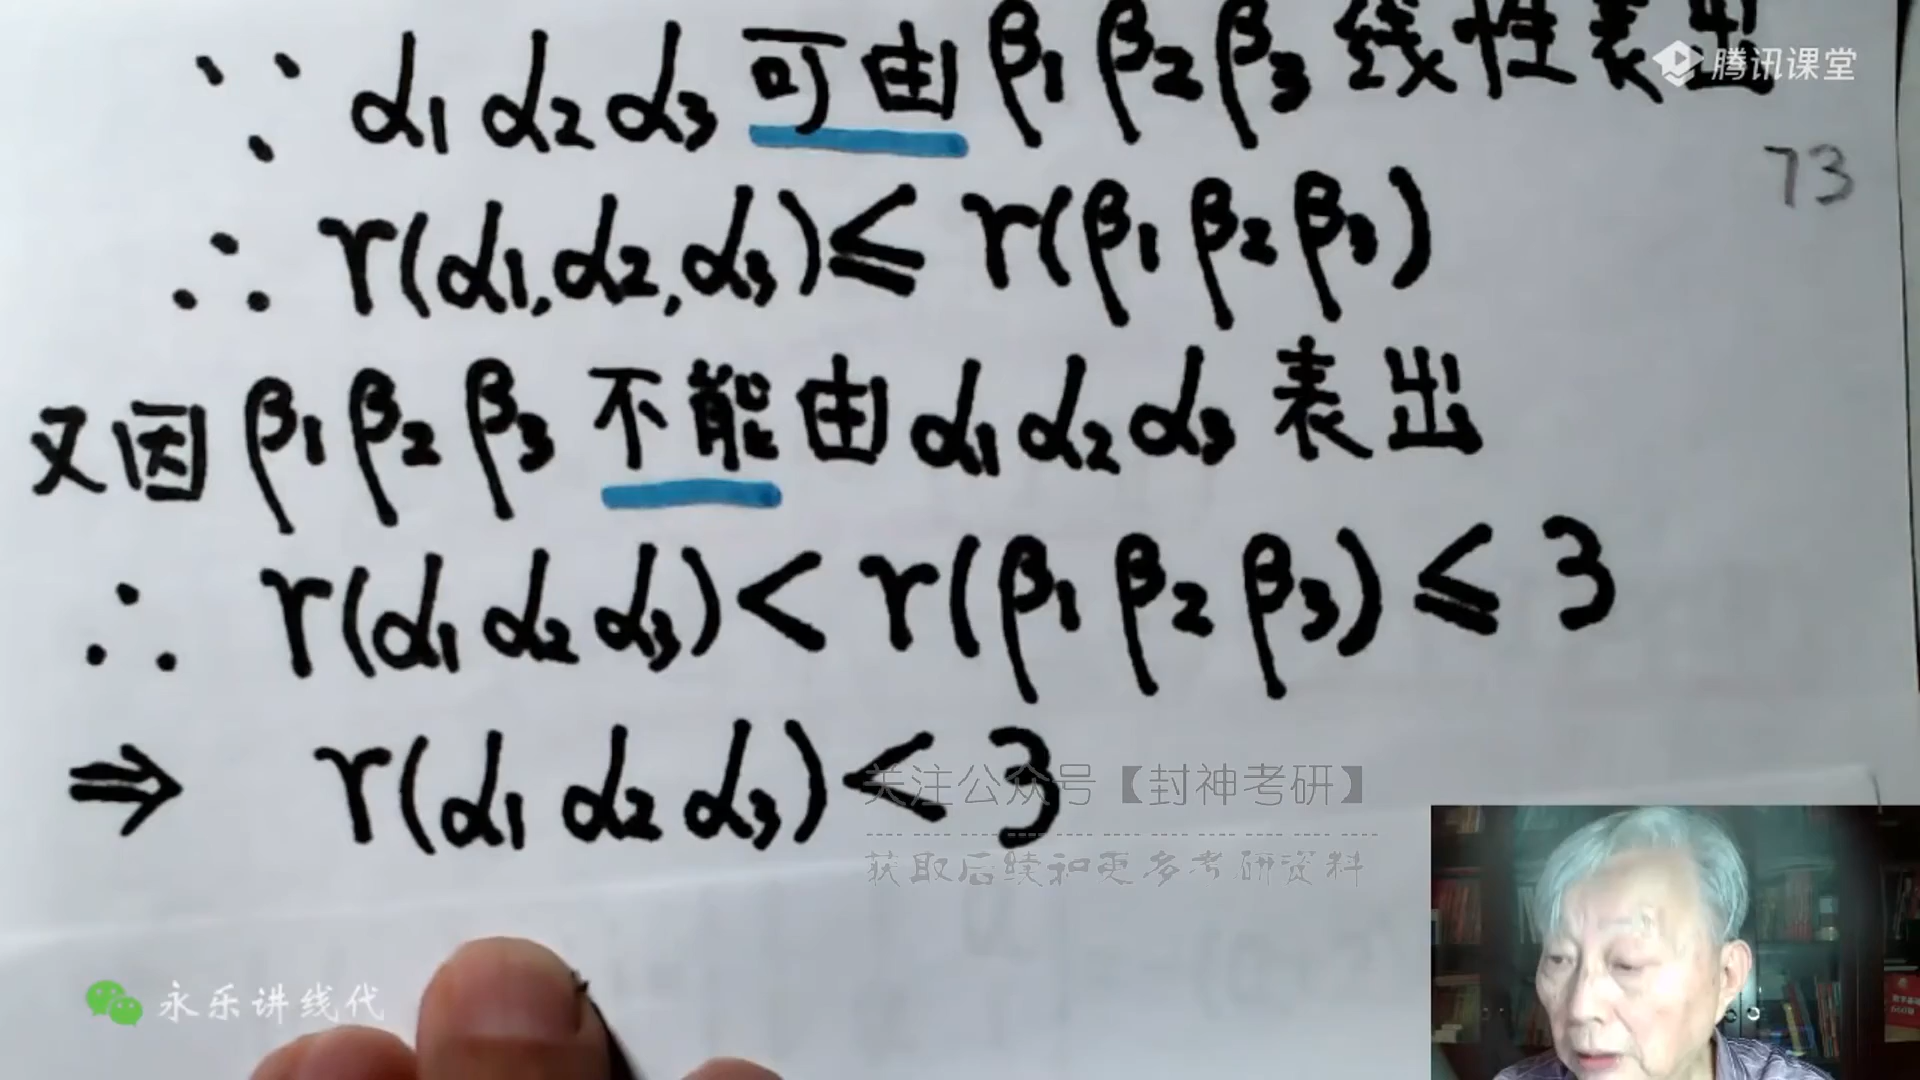 ∵ α1 α2 α3 可由 β1 β2 β3 线性表出
腾讯课堂
73
∴ r(α1,α2,α3)≤ r(β1 β2 β3)
又因 β1 β2 β3 不能由 α1 α2 α3 表出
∴ r(α1 α2 α3)< r(β1 β2 β3)≤ 3
⇒ r(α1 α2 α3)< 3
关注公众号【封神考研】
获取后续和更多考研资料
永乐讲线代